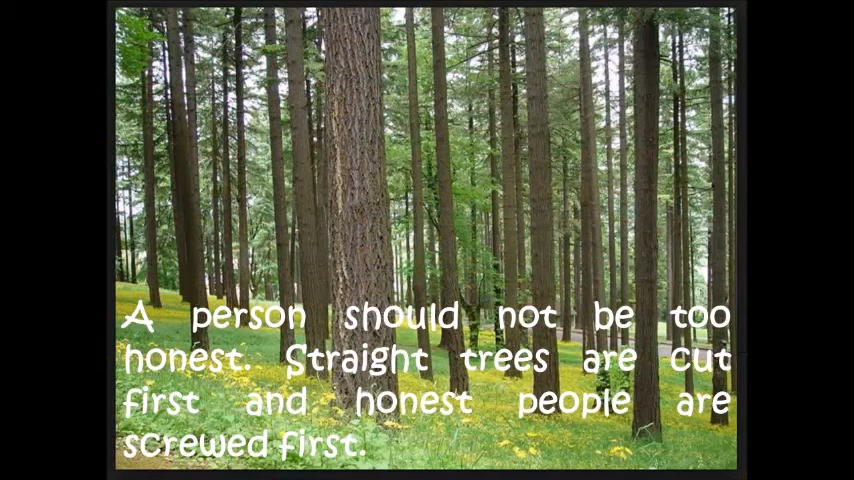 A person should not be too
honest. Straight trees are cut
first and honest people are
screwed first.